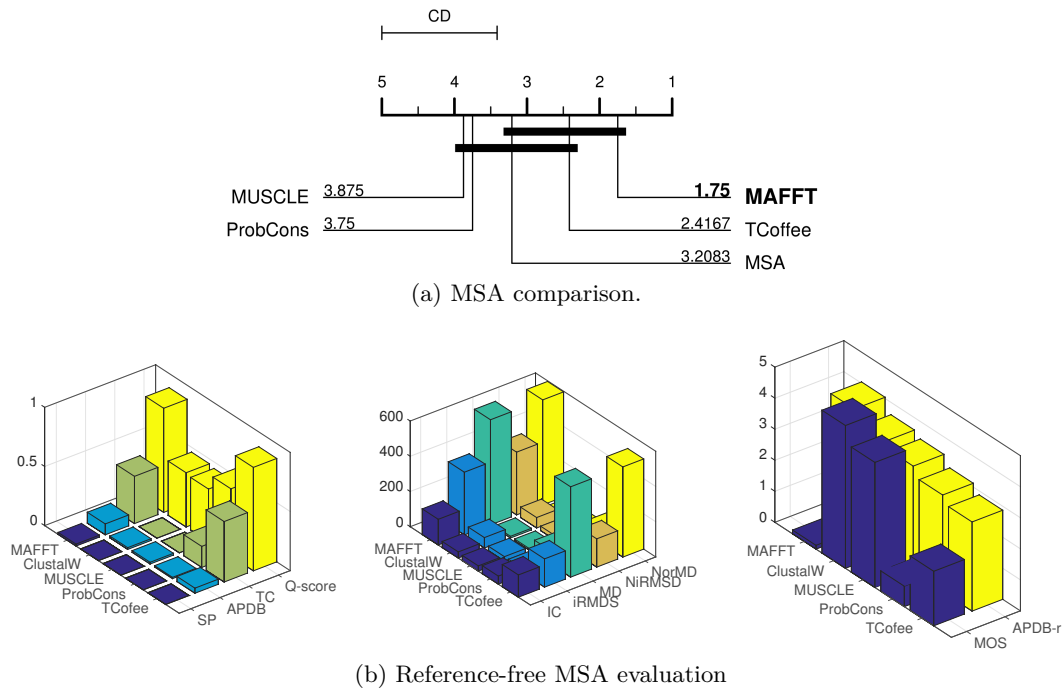 CD
5 4 3 2 1
MUSCLE 3.875 1.75 MAFFT
ProbCons 3.75 2.4167 TCoffee
3.2083 MSA
(a) MSA comparison.
1
0.5
0
MAFFT
ClustalW
MUSCLE
ProbCons
TCofee
SP
APDB
TC
Q-score
600
400
200
0
MAFFT
ClustalW
MUSCLE
ProbCons
TCofee
IC
iRMDS
MD
NiRMSD
NorMD
5
4
3
2
1
0
MAFFT
ClustalW
MUSCLE
ProbCons
TCofee
MOS
APDB-r
(b) Reference-free MSA evaluation